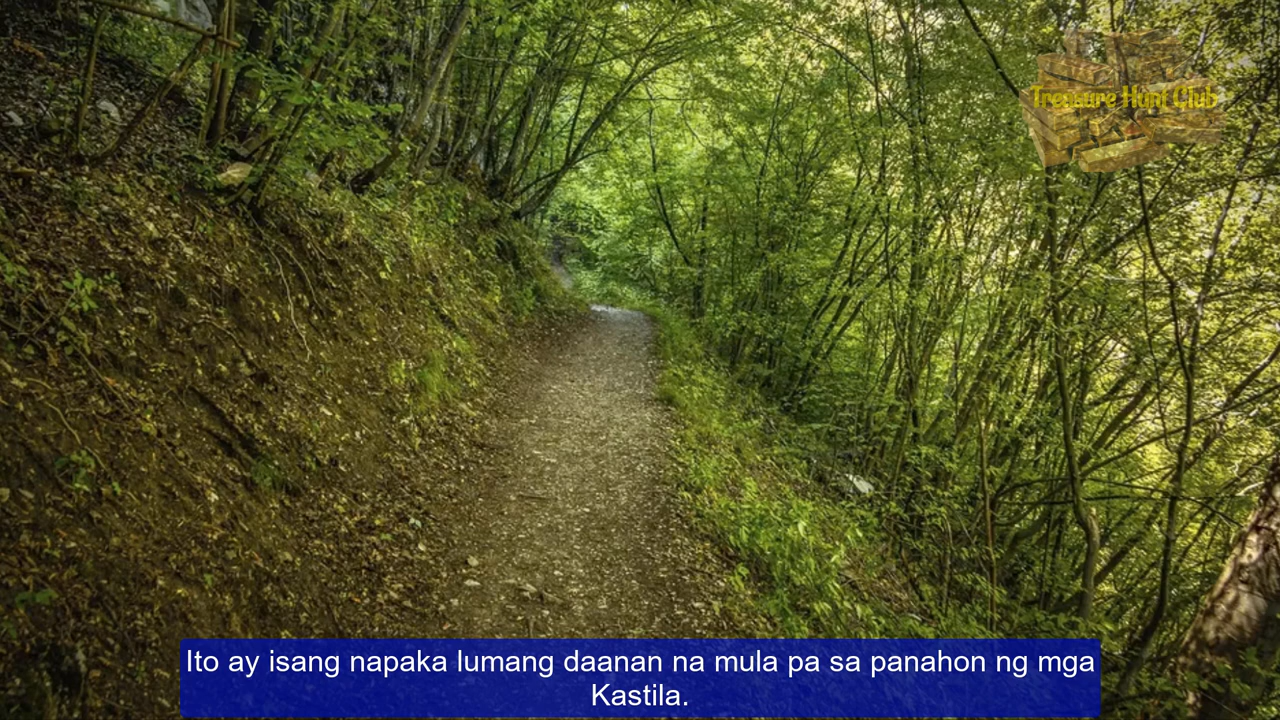 Treasure Hunt Club
Ito ay isang napaka lumang daanan na mula pa sa panahon ng mga
Kastila.